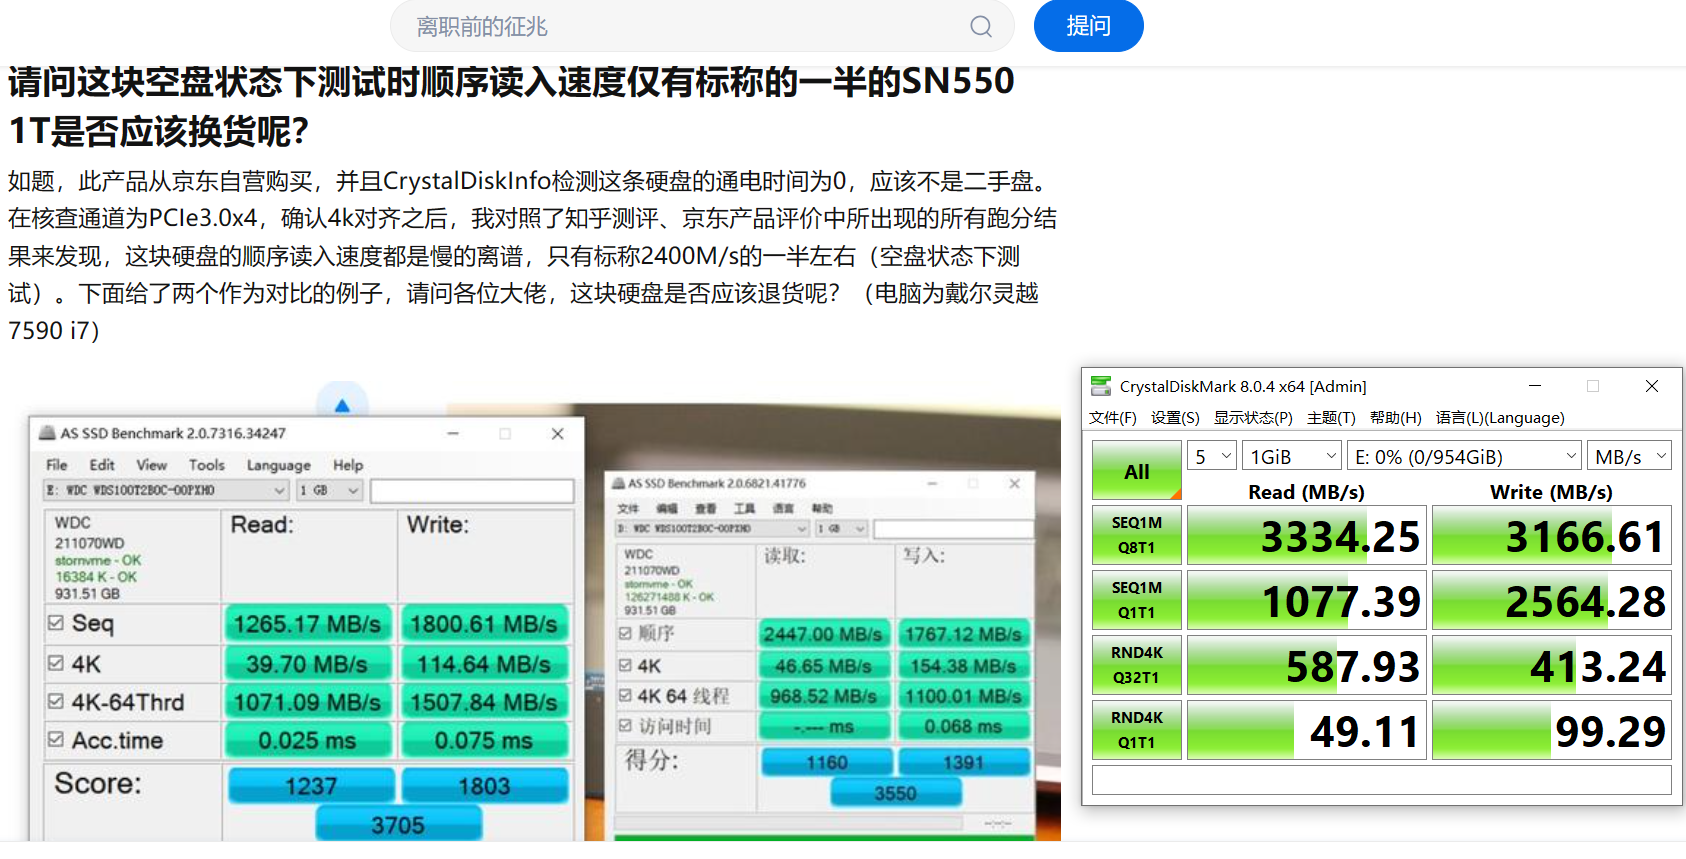 离职前的征兆
提问
请问这块空盘状态下测试时顺序读入速度仅有标称的一半的SN550
1T是否应该换货呢？
如题，此产品从京东自营购买，并且CrystalDiskInfo检测这条硬盘的通电时间为0，应该不是二手盘。
在核查通道为PCIe3.0x4，确认4k对齐之后，我对照了知乎测评、京东产品评价中所出现的所有跑分结
果来发现，这块硬盘的顺序读入速度都是慢的离谱，只有标称2400M/s的一半左右（空盘状态下测
试）。下面给了两个作为对比的例子，请问各位大佬，这块硬盘是否应该退货呢？（电脑为戴尔灵越
7590 i7）
AS SSD Benchmark 2.0.7316.34247
File Edit View Tools Language Help
E: WDC WDS100T2B0C-00PXH0 1 GB
WDC
211070WD
stornvme - OK
16384 K - OK
931.51 GB
Read: Write:
Seq 1265.17 MB/s 1800.61 MB/s
4K 39.70 MB/s 114.64 MB/s
4K-64Thrd 1071.09 MB/s 1507.84 MB/s
Acc.time 0.025 ms 0.075 ms
Score: 1237 1803
3705
AS SSD Benchmark 2.0.6821.41776
文件 编辑 查看 工具 语言 帮助
D: WDC WDS100T2B0C-00PXH0 1 GB
WDC
211070WD
stornvme - OK
126271488 K - OK
931.51 GB
读取: 写入:
顺序 2447.00 MB/s 1767.12 MB/s
4K 46.65 MB/s 154.38 MB/s
4K 64 线程 968.52 MB/s 1100.01 MB/s
访问时间 -.--- ms 0.068 ms
得分: 1160 1391
3550
--:--:--
CrystalDiskMark 8.0.4 x64 [Admin]
文件(F) 设置(S) 显示状态(P) 主题(T) 帮助(H) 语言(L)(Language)
All 5 1GiB E: 0% (0/954GiB) MB/s
Read (MB/s) Write (MB/s)
SEQ1M
Q8T1 3334.25 3166.61
SEQ1M
Q1T1 1077.39 2564.28
RND4K
Q32T1 587.93 413.24
RND4K
Q1T1 49.11 99.29